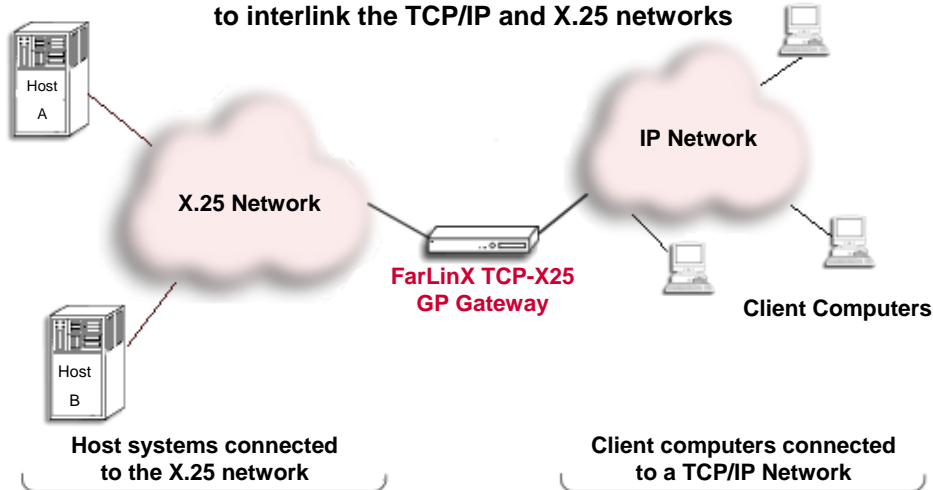 to interlink the TCP/IP and X.25 networks
Host
A
IP Network
X.25 Network
FarLinX TCP-X25
GP Gateway
Client Computers
Host
B
Host systems connected
to the X.25 network
Client computers connected
to a TCP/IP Network